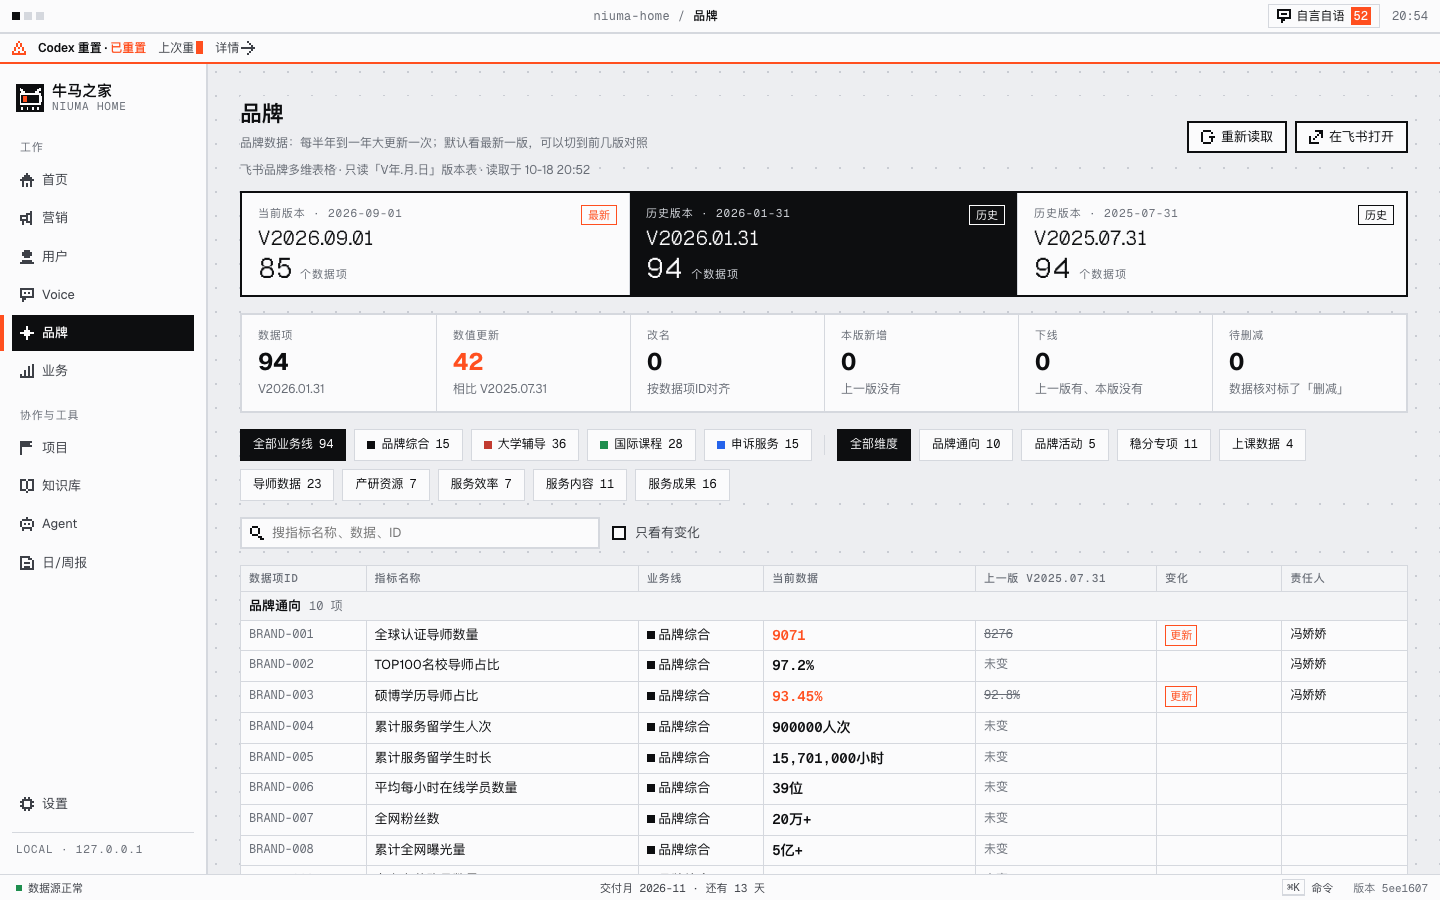 niuma-home / 品牌
自言自语 52
20:54
Codex 重置 · 已重置 上次重 详情
牛马之家
NIUMA HOME
工作
首页
营销
用户
Voice
品牌
业务
协作与工具
项目
知识库
Agent
日/周报
设置
LOCAL · 127.0.0.1
品牌
品牌数据：每半年到一年大更新一次；默认看最新一版，可以切到前几版对照
飞书品牌多维表格 · 只读「V年.月.日」版本表 · 读取于 10-18 20:52
重新读取
在飞书打开
当前版本 · 2026-09-01 最新
V2026.09.01
85 个数据项
历史版本 · 2026-01-31 历史
V2026.01.31
94 个数据项
历史版本 · 2025-07-31 历史
V2025.07.31
94 个数据项
数据项
94
V2026.01.31
数值更新
42
相比 V2025.07.31
改名
0
按数据项ID对齐
本版新增
0
上一版没有
下线
0
上一版有、本版没有
待删减
0
数据核对标了「删减」
全部业务线 94 品牌综合 15 大学辅导 36 国际课程 28 申诉服务 15 全部维度 品牌通向 10 品牌活动 5 稳分专项 11 上课数据 4
导师数据 23 产研资源 7 服务效率 7 服务内容 11 服务成果 16
搜指标名称、数据、ID
只看有变化
数据项ID 指标名称 业务线 当前数据 上一版 V2025.07.31 变化 责任人
品牌通向 10 项
BRAND-001 全球认证导师数量 品牌综合 9071 8276 更新 冯娇娇
BRAND-002 TOP100名校导师占比 品牌综合 97.2% 未变 冯娇娇
BRAND-003 硕博学历导师占比 品牌综合 93.45% 92.8% 更新 冯娇娇
BRAND-004 累计服务留学生人次 品牌综合 900000人次 未变
BRAND-005 累计服务留学生时长 品牌综合 15,701,000小时 未变
BRAND-006 平均每小时在线学员数量 品牌综合 39位 未变
BRAND-007 全网粉丝数 品牌综合 20万+ 未变
BRAND-008 累计全网曝光量 品牌综合 5亿+ 未变
数据源正常
交付月 2026-11 · 还有 13 天
⌘K 命令
版本 5ee1607